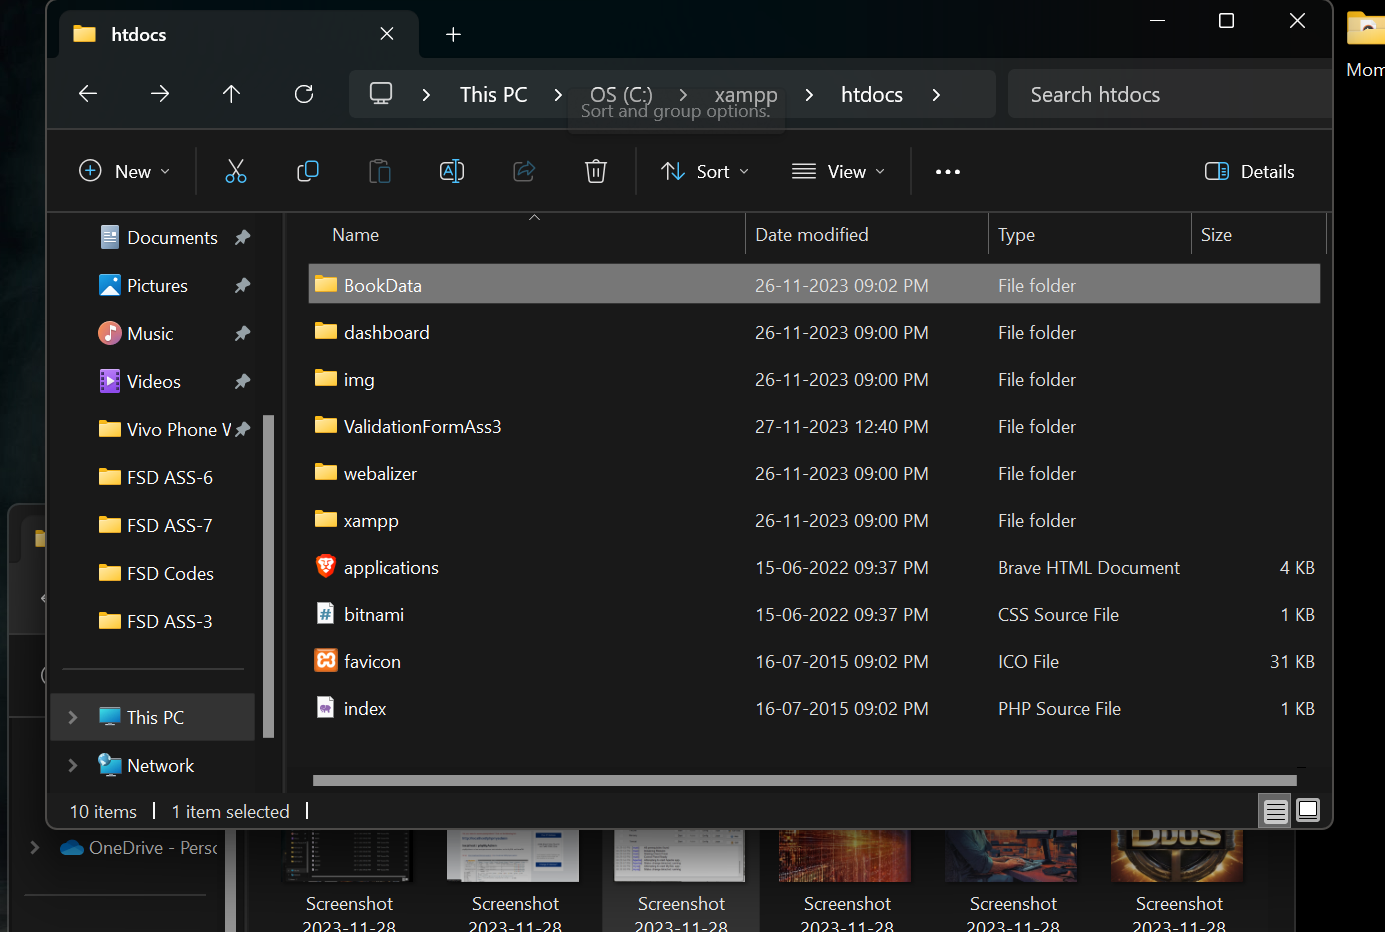 htdocs
Mom
This PC > OS (C:) > xampp > htdocs >
Search htdocs
Sort and group options.
New
Sort
View
Details
Documents
Pictures
Music
Videos
Vivo Phone V
FSD ASS-6
FSD ASS-7
FSD Codes
FSD ASS-3
This PC
Network
Name Date modified Type Size
BookData 26-11-2023 09:02 PM File folder
dashboard 26-11-2023 09:00 PM File folder
img 26-11-2023 09:00 PM File folder
ValidationFormAss3 27-11-2023 12:40 PM File folder
webalizer 26-11-2023 09:00 PM File folder
xampp 26-11-2023 09:00 PM File folder
applications 15-06-2022 09:37 PM Brave HTML Document 4 KB
bitnami 15-06-2022 09:37 PM CSS Source File 1 KB
favicon 16-07-2015 09:02 PM ICO File 31 KB
index 16-07-2015 09:02 PM PHP Source File 1 KB
10 items | 1 item selected |
OneDrive - Perso
DUOS
Screenshot Screenshot Screenshot Screenshot Screenshot Screenshot
2023-11-28 2023-11-28 2023-11-28 2023-11-28 2023-11-28 2023-11-28